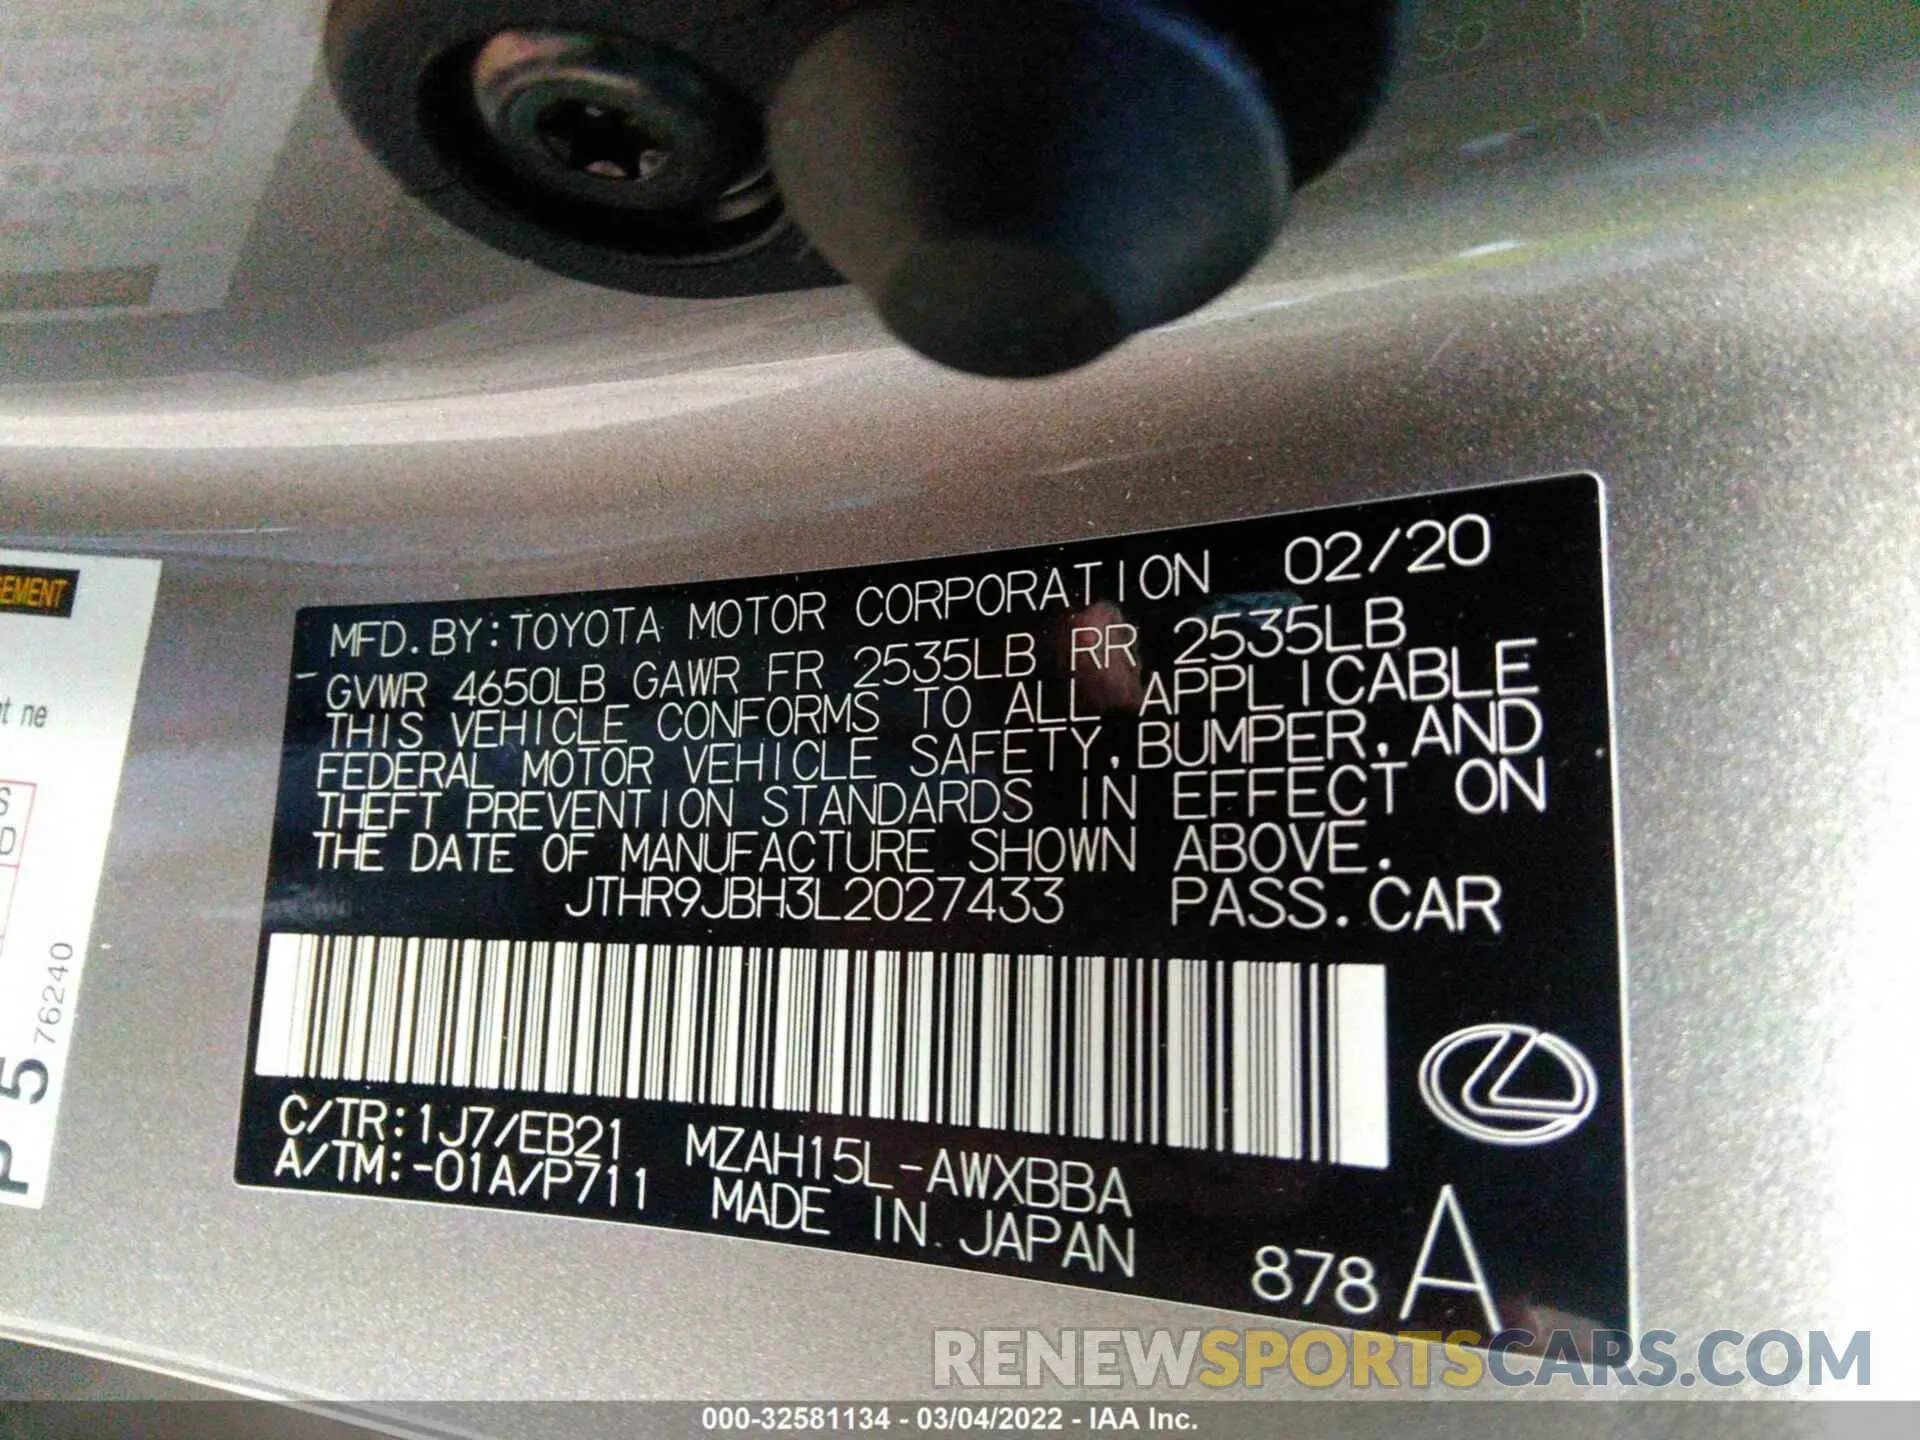 MFD.BY:TOYOTA MOTOR CORPORATION 02/20
GVWR 4650LB GAWR FR 2535LB RR 2535LB
THIS VEHICLE CONFORMS TO ALL APPLICABLE
FEDERAL MOTOR VEHICLE SAFETY,BUMPER,AND
THEFT PREVENTION STANDARDS IN EFFECT ON
THE DATE OF MANUFACTURE SHOWN ABOVE.
JTHR9JBH3L2027433 PASS.CAR
C/TR:1J7/EB21 MZAH15L-AWXBBA
A/TM:-01A/P711 MADE IN JAPAN
878 A
P 5 76240
RENEWSPORTSCARS.COM
000-32581134 - 03/04/2022 - IAA Inc.